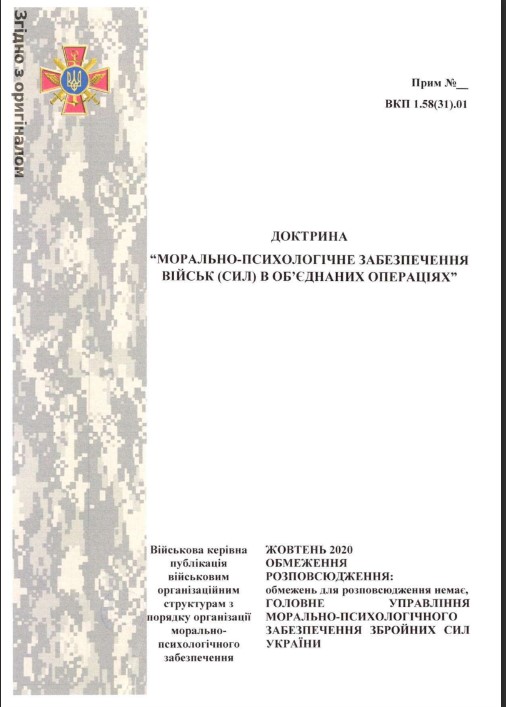 Згідно з оригіналом
Прим №__
ВКП 1.58(31).01
ДОКТРИНА
“МОРАЛЬНО-ПСИХОЛОГІЧНЕ ЗАБЕЗПЕЧЕННЯ
ВІЙСЬК (СИЛ) В ОБ’ЄДНАНИХ ОПЕРАЦІЯХ”
Військова керівна
публікація
військовим
організаційним
структурам з
порядку організації
морально-
психологічного
забезпечення
ЖОВТЕНЬ 2020
ОБМЕЖЕННЯ
РОЗПОВСЮДЖЕННЯ:
обмежень для розповсюдження немає,
ГОЛОВНЕ УПРАВЛІННЯ
МОРАЛЬНО-ПСИХОЛОГІЧНОГО
ЗАБЕЗПЕЧЕННЯ ЗБРОЙНИХ СИЛ
УКРАЇНИ